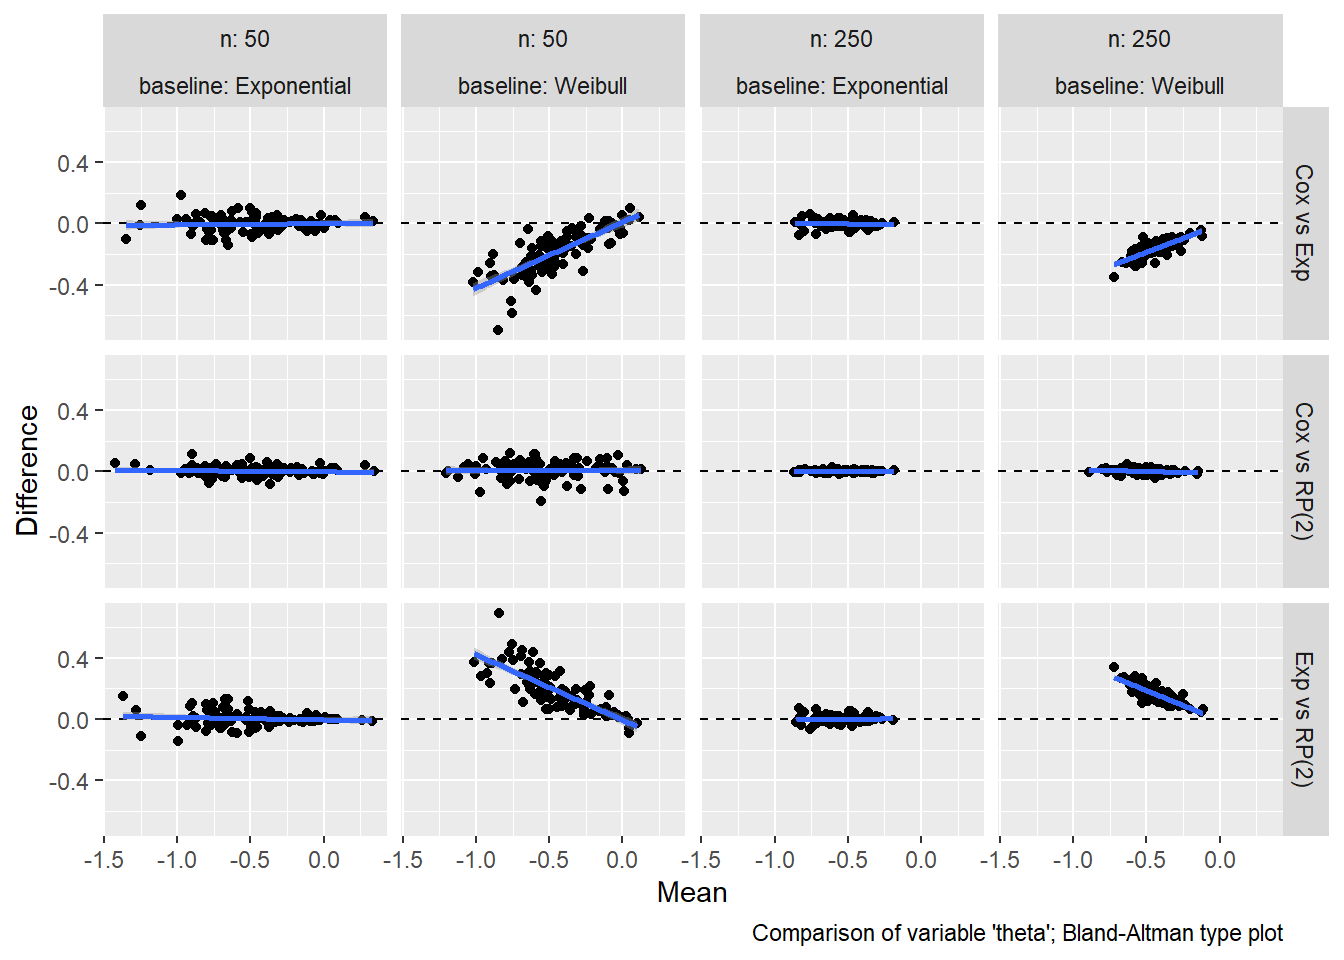 n: 50
baseline: Exponential
n: 50
baseline: Weibull
n: 250
baseline: Exponential
n: 250
baseline: Weibull
0.4
0.0
-0.4
Cox vs Exp
0.4
0.0
-0.4
Cox vs RP(2)
0.4
0.0
-0.4
Exp vs RP(2)
Difference
-1.5 -1.0 -0.5 0.0
-1.5 -1.0 -0.5 0.0
-1.5 -1.0 -0.5 0.0
-1.5 -1.0 -0.5 0.0
Mean
Comparison of variable 'theta'; Bland-Altman type plot